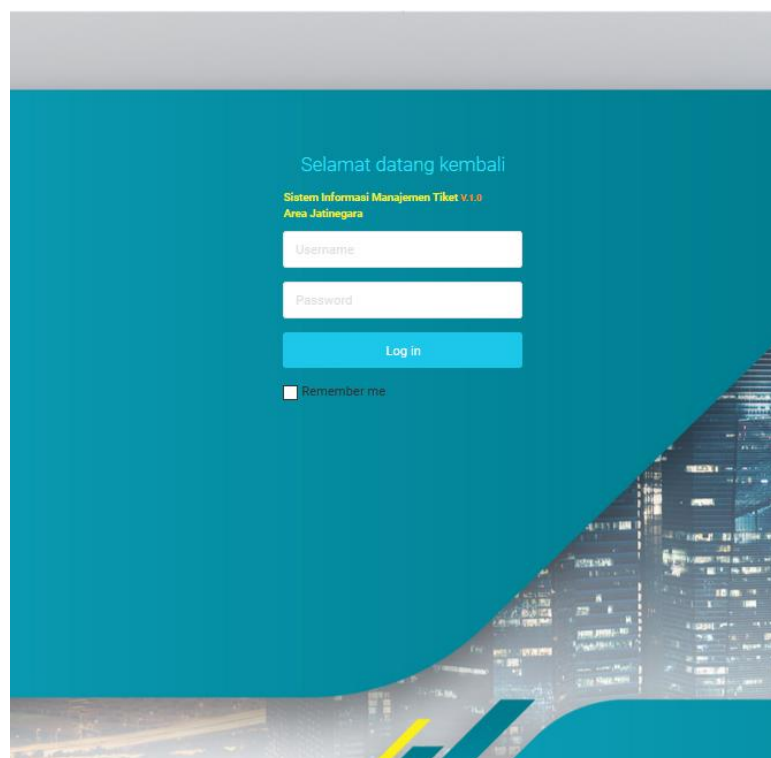 Selamat datang kembali
Sistem Informasi Manajemen Tiket V.1.0
Area Jatinegara
Username
Password
Log in
Remember me